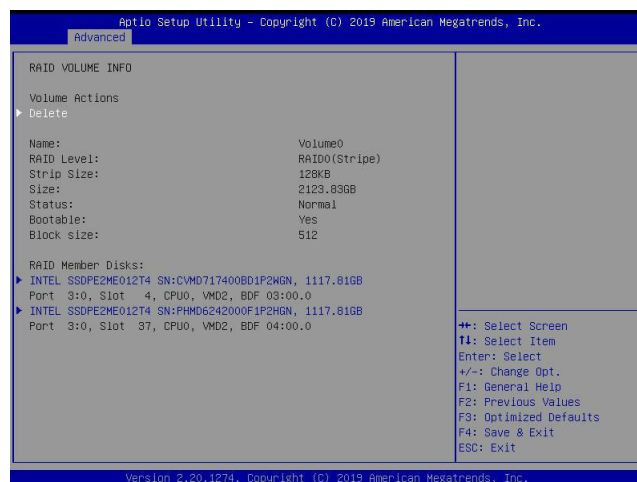 Aptio Setup Utility – Copyright (C) 2019 American Megatrends, Inc.
Advanced
RAID VOLUME INFO
Volume Actions
Delete
Name: Volume0
RAID Level: RAID0(Stripe)
Strip Size: 128KB
Size: 2123.83GB
Status: Normal
Bootable: Yes
Block size: 512
RAID Member Disks:
INTEL SSDPE2ME012T4 SN:CVMD717400BD1P2WGN, 1117.81GB
Port 3:0, Slot 4, CPU0, VMD2, BDF 03:00.0
INTEL SSDPE2ME012T4 SN:PHMD6242000F1P2HGN, 1117.81GB
Port 3:0, Slot 37, CPU0, VMD2, BDF 04:00.0
→←: Select Screen
↑↓: Select Item
Enter: Select
+/-: Change Opt.
F1: General Help
F2: Previous Values
F3: Optimized Defaults
F4: Save & Exit
ESC: Exit
Version 2.20.1274. Copyright (C) 2019 American Megatrends, Inc.